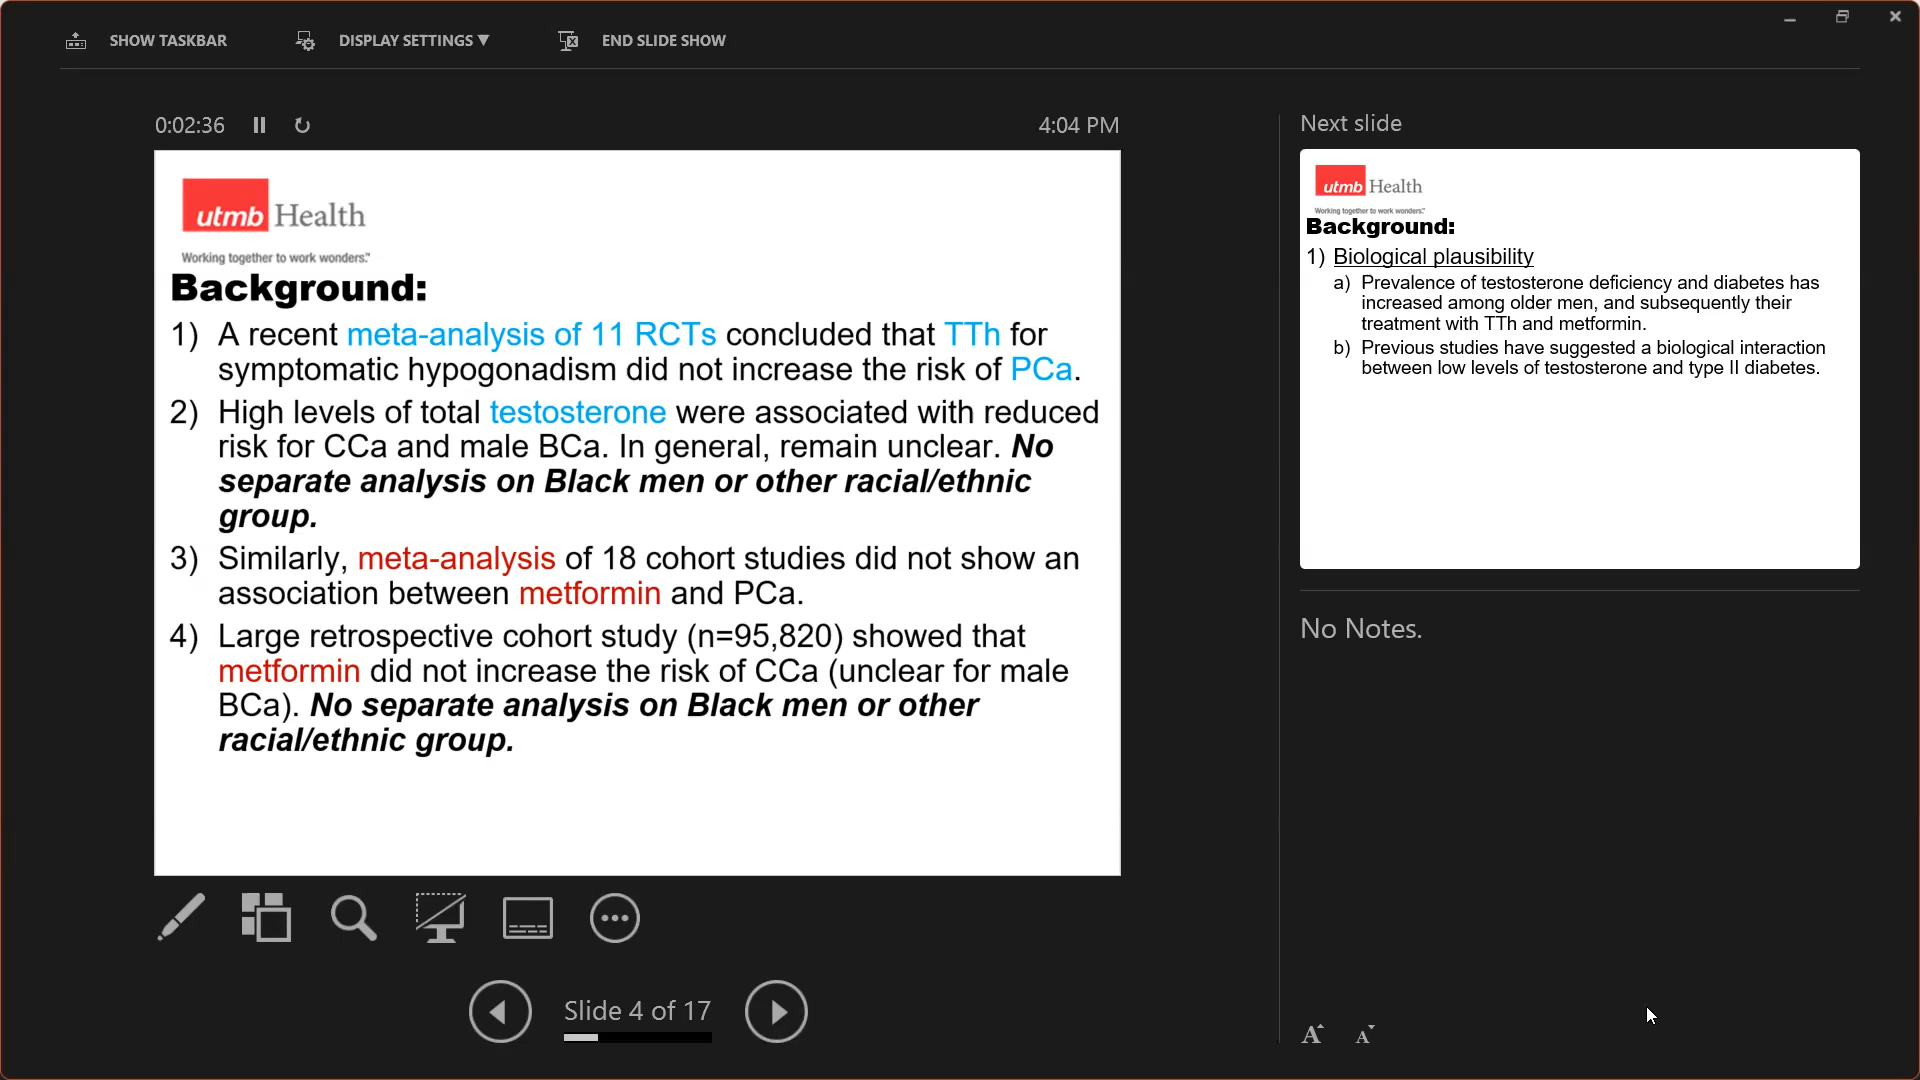 SHOW TASKBAR
DISPLAY SETTINGS ▼
END SLIDE SHOW
0:02:36
4:04 PM
utmb Health
Working together to work wonders.™
Background:
1) A recent meta-analysis of 11 RCTs concluded that TTh for
symptomatic hypogonadism did not increase the risk of PCa.
2) High levels of total testosterone were associated with reduced
risk for CCa and male BCa. In general, remain unclear. No
separate analysis on Black men or other racial/ethnic
group.
3) Similarly, meta-analysis of 18 cohort studies did not show an
association between metformin and PCa.
4) Large retrospective cohort study (n=95,820) showed that
metformin did not increase the risk of CCa (unclear for male
BCa). No separate analysis on Black men or other
racial/ethnic group.
Slide 4 of 17
Next slide
utmb Health
Working together to work wonders.™
Background:
1) Biological plausibility
a) Prevalence of testosterone deficiency and diabetes has
increased among older men, and subsequently their
treatment with TTh and metformin.
b) Previous studies have suggested a biological interaction
between low levels of testosterone and type II diabetes.
No Notes.
A A